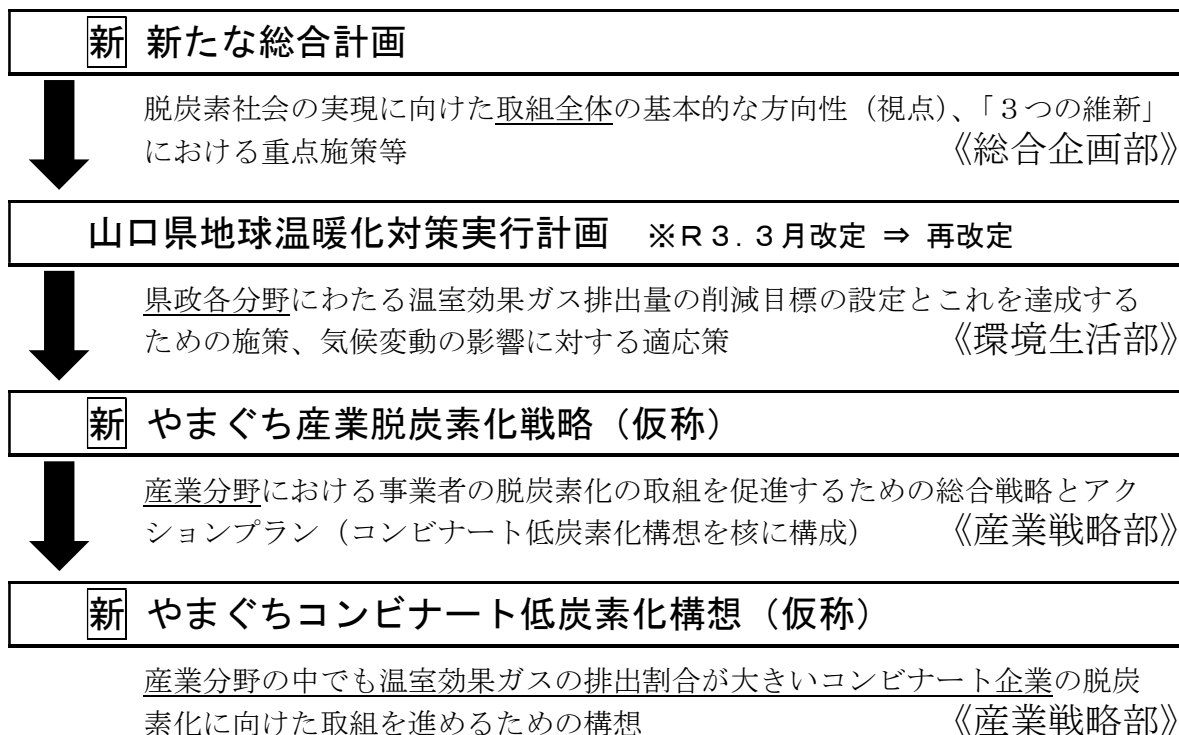 新 新たな総合計画
脱炭素社会の実現に向けた取組全体の基本的な方向性（視点）、「３つの維新」
における重点施策等 《総合企画部》
山口県地球温暖化対策実行計画 ※Ｒ３．３月改定 ⇒ 再改定
県政各分野にわたる温室効果ガス排出量の削減目標の設定とこれを達成する
ための施策、気候変動の影響に対する適応策 《環境生活部》
新 やまぐち産業脱炭素化戦略（仮称）
産業分野における事業者の脱炭素化の取組を促進するための総合戦略とアク
ションプラン（コンビナート低炭素化構想を核に構成） 《産業戦略部》
新 やまぐちコンビナート低炭素化構想（仮称）
産業分野の中でも温室効果ガスの排出割合が大きいコンビナート企業の脱炭
素化に向けた取組を進めるための構想 《産業戦略部》